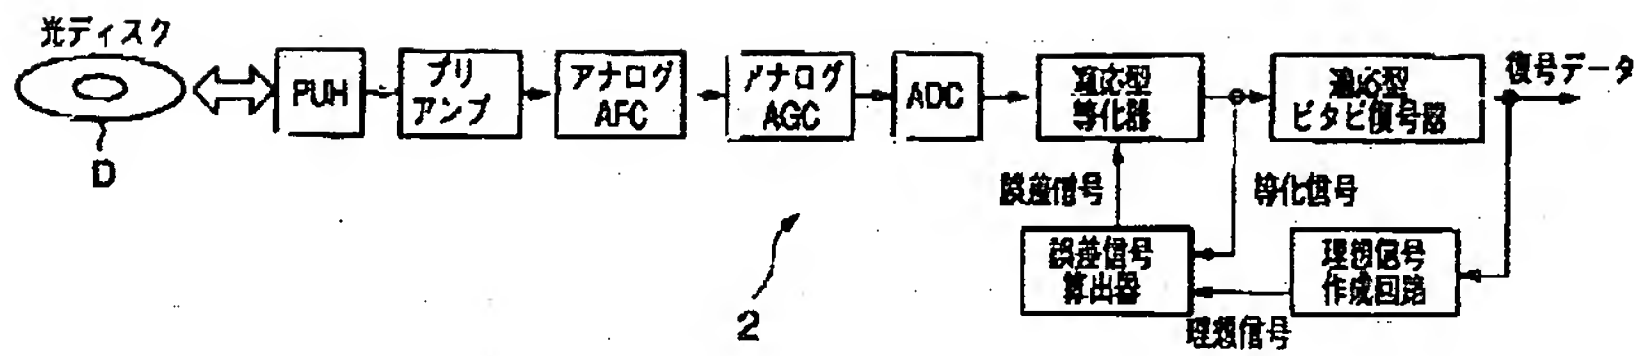 光ディスク
D
PUH
プリ
アンプ
アナログ
AFC
アナログ
AGC
ADC
適応型
等化器
適応型
ビタビ復号器
復号データ
誤差信号
等化信号
誤差信号
算出器
理想信号
作成回路
理想信号
2